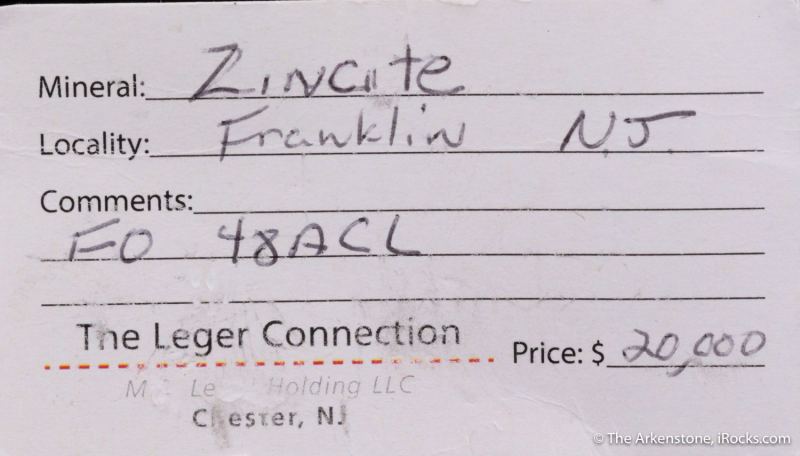 Mineral: Zincite
Locality: Franklin N.J.
Comments:
FO 48ACL
The Leger Connection
Price: $ 20,000
M Le Holding LLC
Chester, NJ
© The Arkenstone, iRocks.com